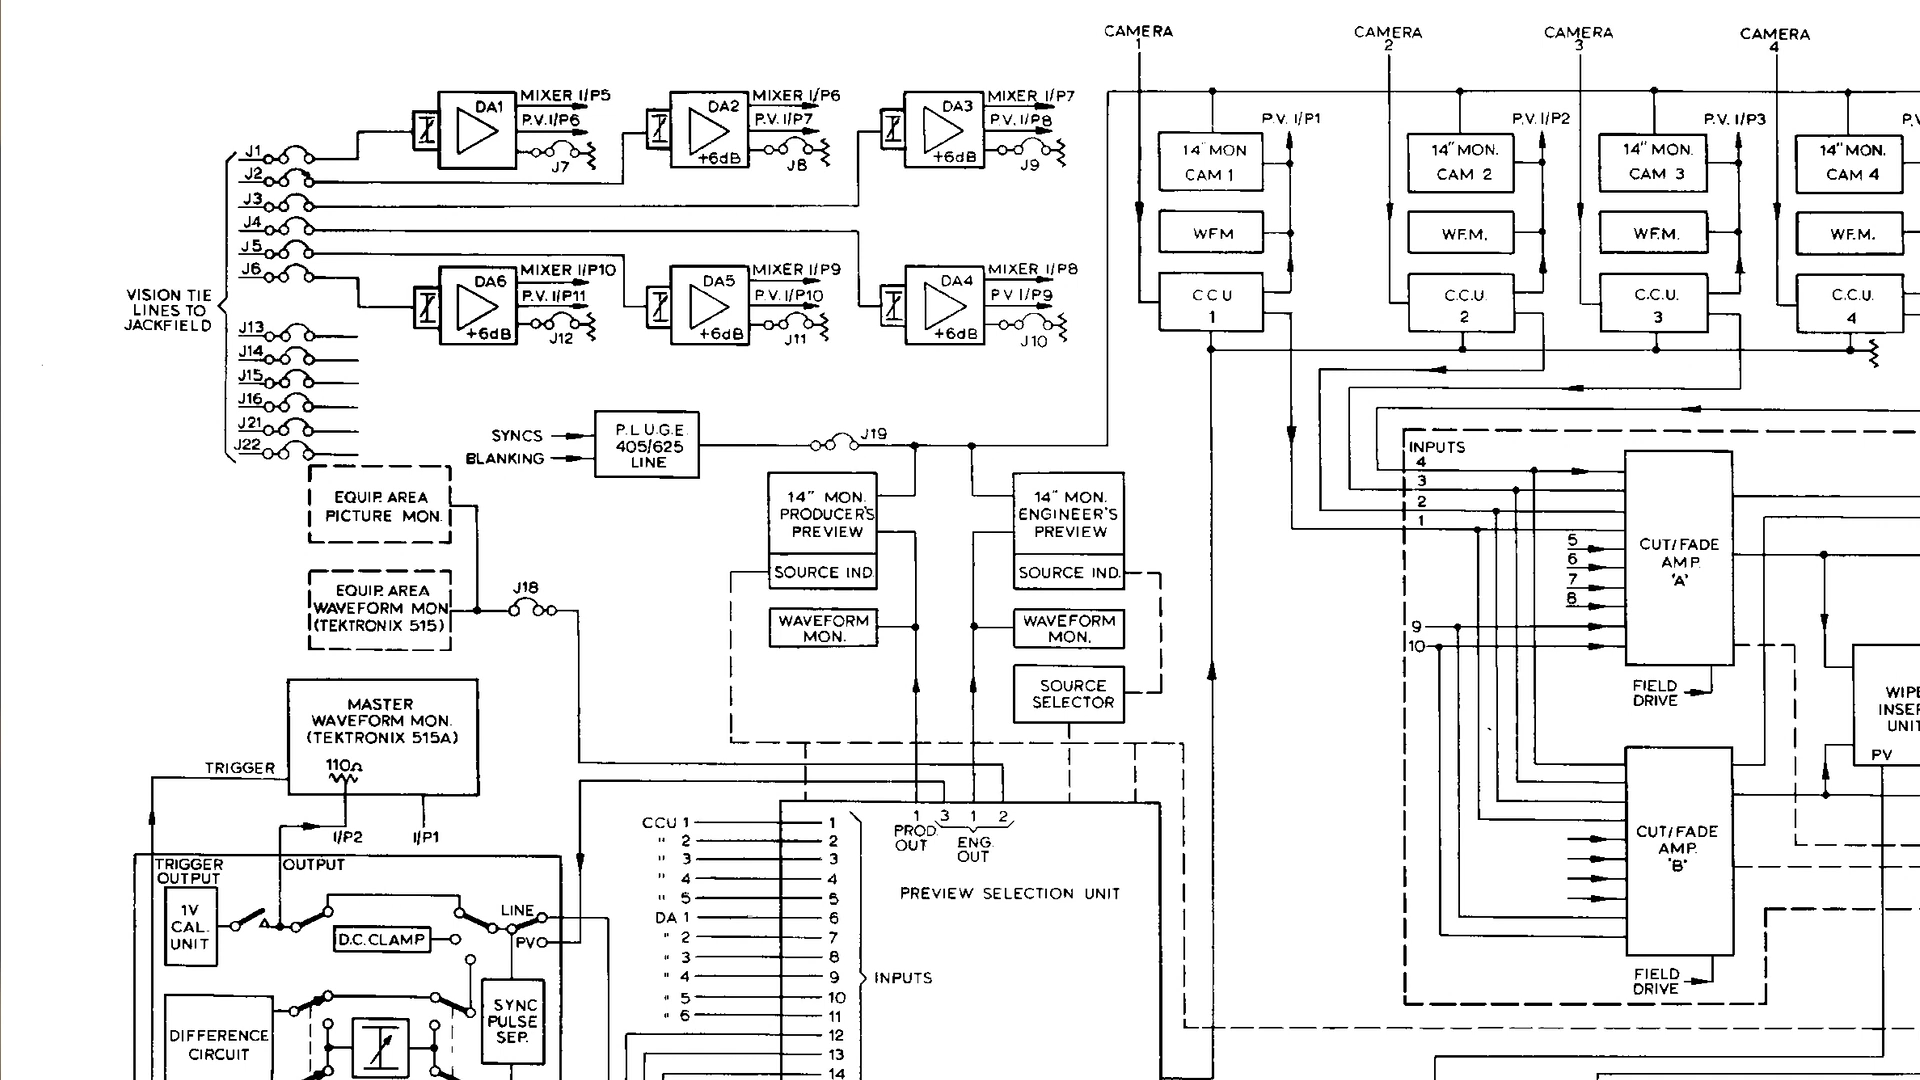 CAMERA
1
CAMERA
2
CAMERA
3
CAMERA
4
DA1
MIXER I/P5
P.V. I/P6
J7
DA2
+6dB
MIXER I/P6
P.V. I/P7
J8
DA3
+6dB
MIXER I/P7
P.V. I/P8
J9
J1
J2
J3
J4
J5
J6
J13
J14
J15
J16
J21
J22
VISION TIE
LINES TO
JACKFIELD
DA6
+6dB
MIXER I/P10
P.V. I/P11
J12
DA5
+6dB
MIXER I/P9
P.V. I/P10
J11
DA4
+6dB
MIXER I/P8
P.V I/P9
J10
P.V. I/P1
14" MON
CAM 1
WFM
C C U
1
P.V. I/P2
14" MON.
CAM 2
W.F.M.
C.C.U.
2
P.V. I/P3
14" MON.
CAM 3
W.F.M.
C.C.U.
3
14" MON.
CAM 4
W.F.M.
C.C.U.
4
SYNCS
BLANKING
P.L.U.G.E.
405/625
LINE
J19
EQUIP. AREA
PICTURE MON.
EQUIP. AREA
WAVEFORM MON
(TEKTRONIX 515)
J18
14" MON.
PRODUCER'S
PREVIEW
SOURCE IND.
WAVEFORM
MON.
14" MON.
ENGINEER'S
PREVIEW
SOURCE IND.
WAVEFORM
MON.
SOURCE
SELECTOR
INPUTS
4
3
2
1
5
6
7
8
9
10
CUT/FADE
AMP.
'A'
FIELD
DRIVE
CUT/FADE
AMP.
'B'
FIELD
DRIVE
PV
MASTER
WAVEFORM MON.
(TEKTRONIX 515A)
110Ω
TRIGGER
I/P2
I/P1
TRIGGER
OUTPUT
OUTPUT
1V
CAL.
UNIT
D.C. CLAMP
LINE
PV
SYNC
PULSE
SEP.
DIFFERENCE
CIRCUIT
CCU 1
" 2
" 3
" 4
" 5
DA 1
" 2
" 3
" 4
" 5
" 6
1
2
3
4
5
6
7
8
9
10
11
12
13
14
INPUTS
1 3 1 2
PROD.
OUT
ENG.
OUT
PREVIEW SELECTION UNIT